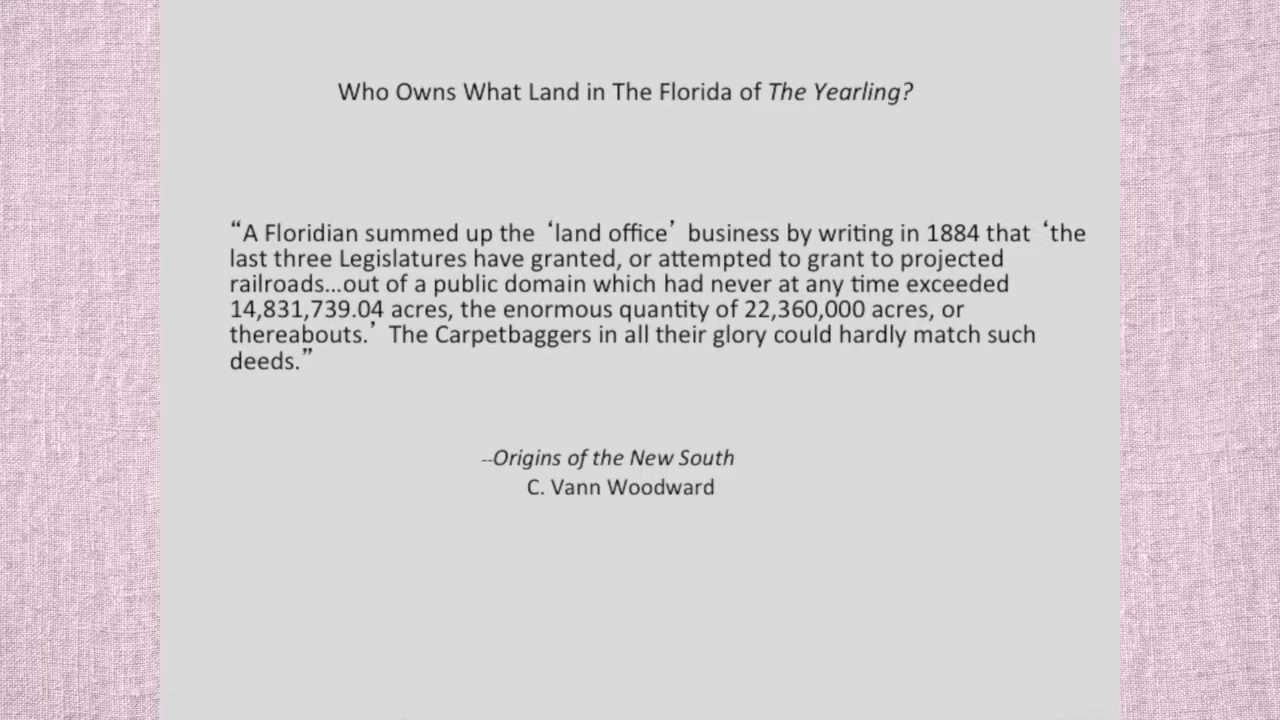 Who Owns What Land in The Florida of The Yearling?
“A Floridian summed up the ‘land office’ business by writing in 1884 that ‘the
last three Legislatures have granted, or attempted to grant to projected
railroads...out of a public domain which had never at any time exceeded
14,831,739.04 acres, the enormous quantity of 22,360,000 acres, or
thereabouts.’ The Carpetbaggers in all their glory could hardly match such
deeds.”
--Origins of the New South
C. Vann Woodward